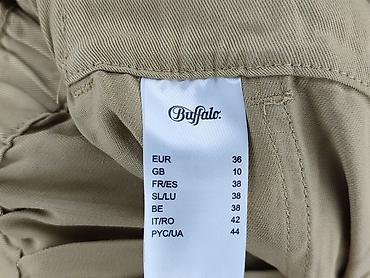 Buffalo.
EUR 36
GB 10
FR/ES 38
SL/LU 38
BE 38
IT/RO 42
PYC/UA 44